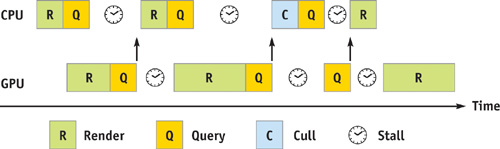 CPU R Q R Q C Q R
R Q R Q Q R
GPU
Time
R Render Q Query C Cull Stall